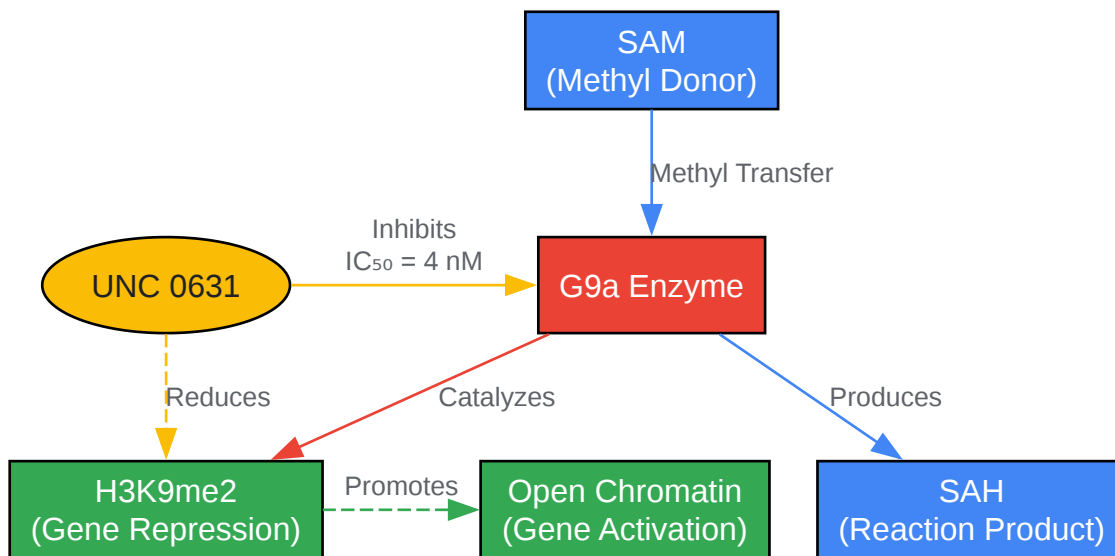 SAM
(Methyl Donor)
Methyl Transfer
Inhibits
IC₅₀ = 4 nM
UNC 0631
G9a Enzyme
Reduces
Catalyzes
Produces
H3K9me2
(Gene Repression)
Promotes
Open Chromatin
(Gene Activation)
SAH
(Reaction Product)